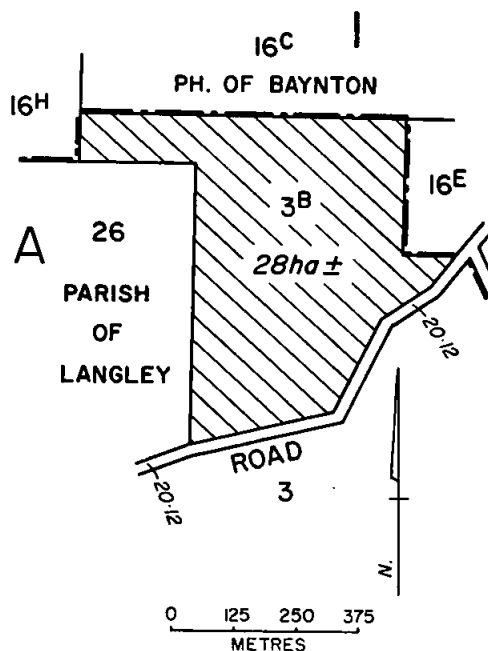 16C
PH. OF BAYNTON
16H
16E
3B
28ha ±
A
26
PARISH
OF
LANGLEY
20·12
ROAD
3
20·12
N.
0 125 250 375
METRES